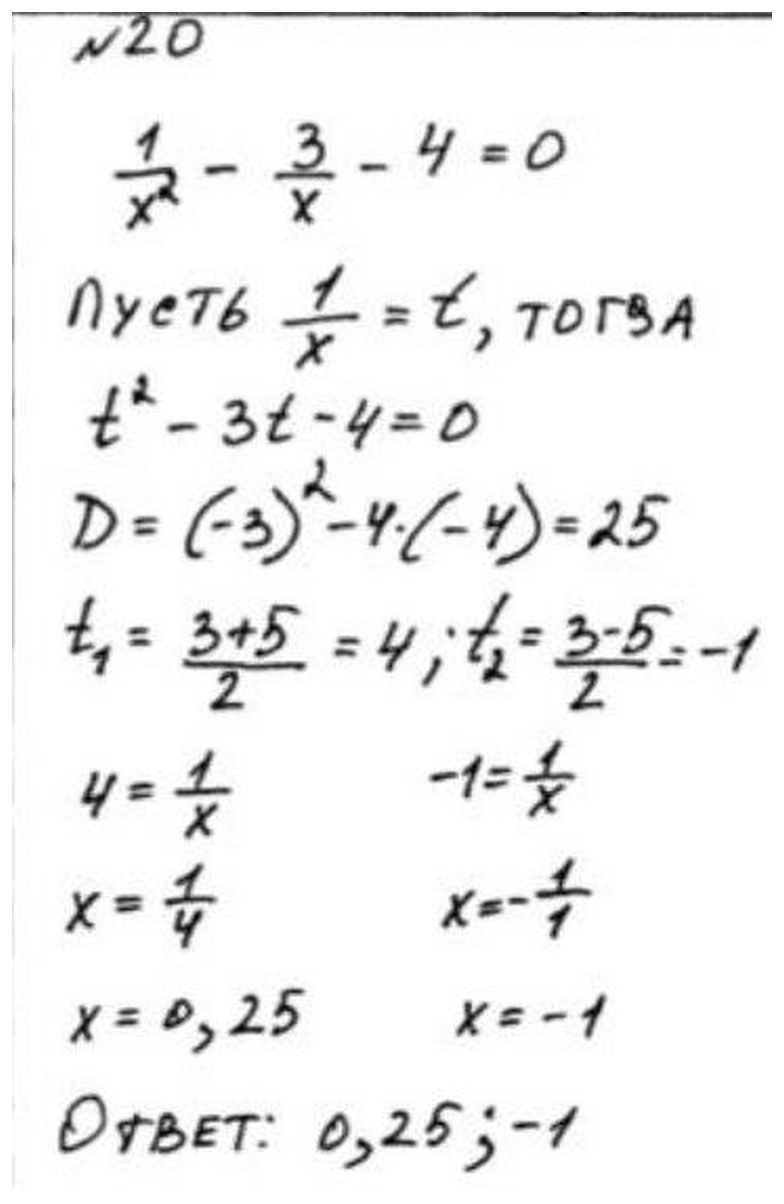 №20
1/x² - 3/x - 4 = 0
Пусть 1/x = t, тогда
t² - 3t - 4 = 0
D = (-3)² - 4·(-4) = 25
t₁ = (3+5)/2 = 4; t₂ = (3-5)/2 = -1
4 = 1/x -1 = 1/x
x = 1/4 x = -1/1
x = 0,25 x = -1
Ответ: 0,25; -1